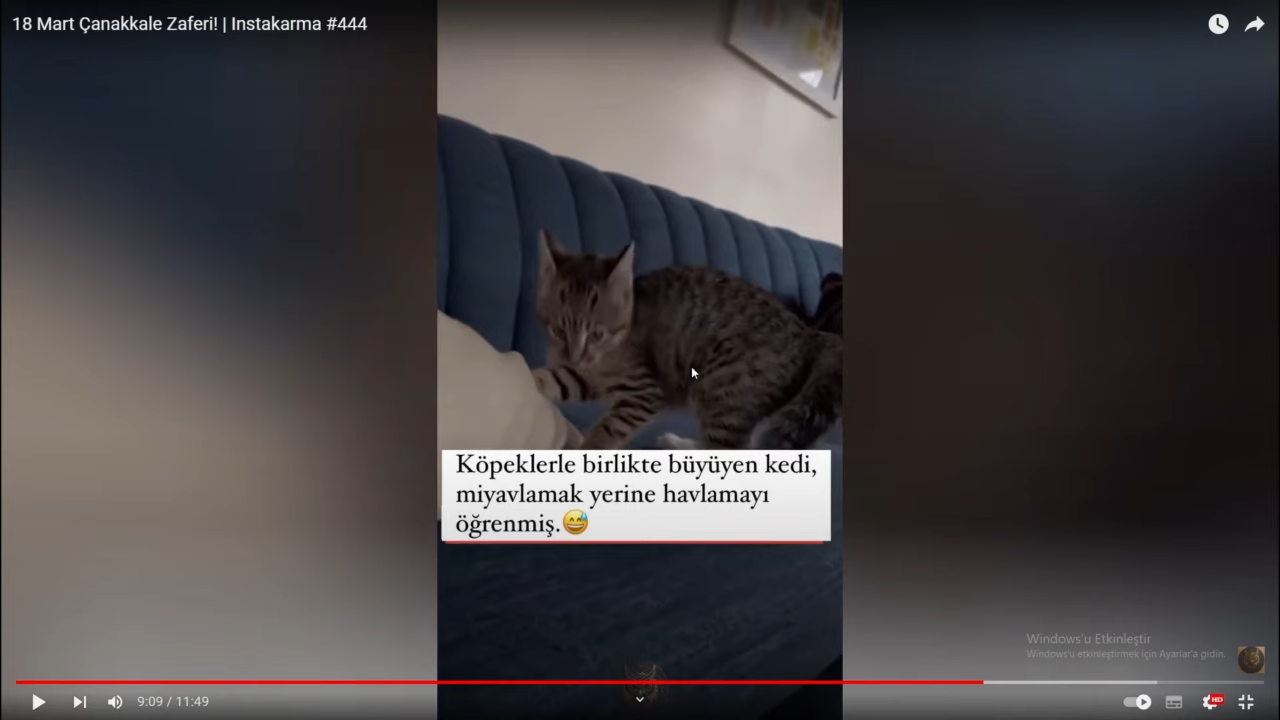 18 Mart Çanakkale Zaferi! | Instakarma #444
Köpeklerle birlikte büyüyen kedi,
miyavlamak yerine havlamayı
öğrenmiş.😅
Windows'u Etkinleştir
Windows'u etkinleştirmek için Ayarlar'a gidin.
9:09 / 11:49
HD